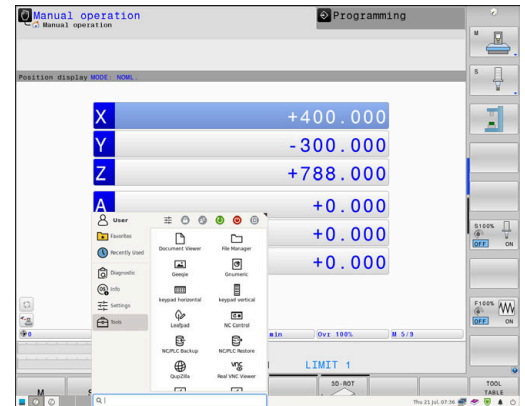 Manual operation
Manual operation
Programming
Position display MODE: NOML.
X +400.000
Y -300.000
Z +788.000
A +0.000
+0.000
+0.000
M
S
S100%
OFF ON
F100%
OFF ON
User
Favorites
Recently Used
Diagnostic
Info
Settings
Tools
Document Viewer
File Manager
Geeqie
Gnumeric
keypad horizontal
keypad vertical
Leafpad
NC Control
NC/PLC Backup
NC/PLC Restore
QupZilla
Real VNC Viewer
0
min
Ovr 100%
M 5/9
LIMIT 1
M
S
3D-ROT
TOOL
TABLE
Thu 21 Jul, 07:36